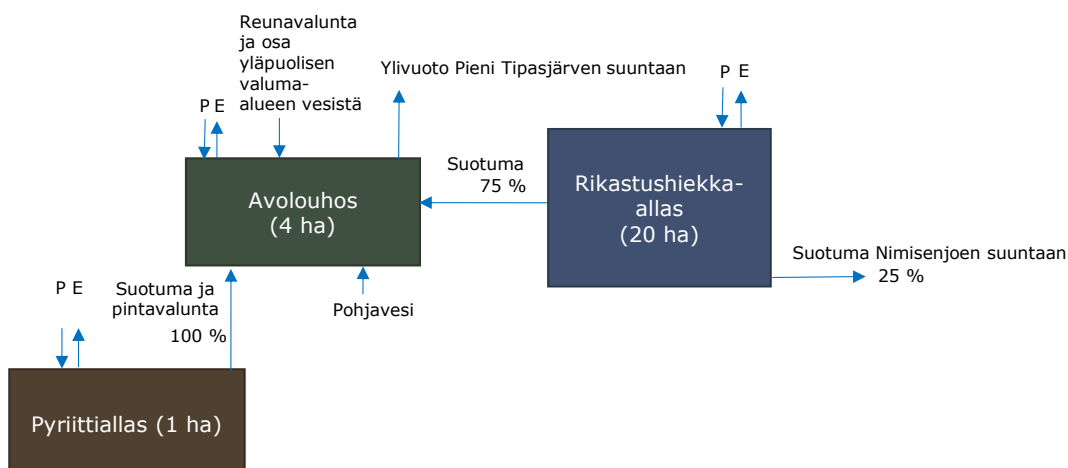 Reunavalunta
ja osa
yläpuolisen
valuma-
alueen vesistä
P E
Ylivuoto Pieni Tipasjärven suuntaan
P E
Avolouhos
(4 ha)
Suotuma
75 %
Rikastushiekka-
allas
(20 ha)
Suotuma Nimisenjoen suuntaan
25 %
P E
Suotuma ja
pintavalunta
100 %
Pohjavesi
Pyriittiallas (1 ha)